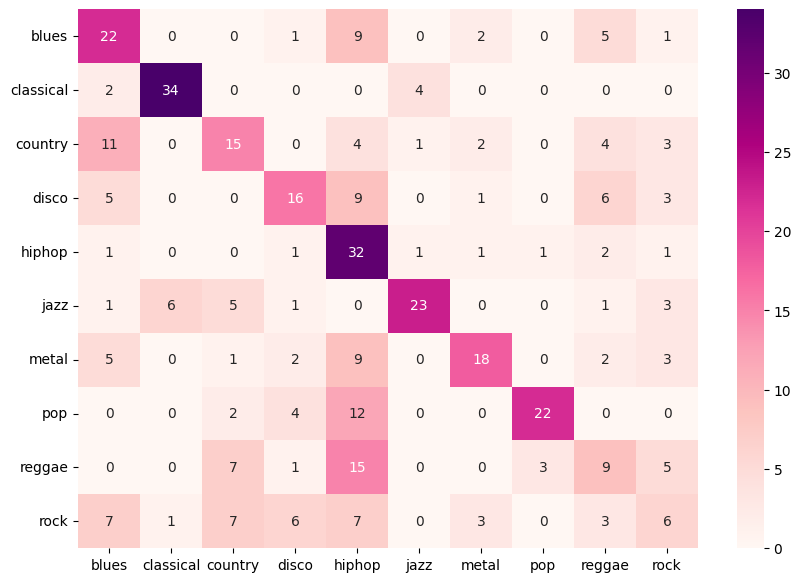 blues 22 0 0 1 9 0 2 0 5 1
classical 2 34 0 0 0 4 0 0 0 0
country 11 0 15 0 4 1 2 0 4 3
disco 5 0 0 16 9 0 1 0 6 3
hiphop 1 0 0 1 32 1 1 1 2 1
jazz 1 6 5 1 0 23 0 0 1 3
metal 5 0 1 2 9 0 18 0 2 3
pop 0 0 2 4 12 0 0 22 0 0
reggae 0 0 7 1 15 0 0 3 9 5
rock 7 1 7 6 7 0 3 0 3 6
blues classical country disco hiphop jazz metal pop reggae rock
30
25
20
15
10
5
0